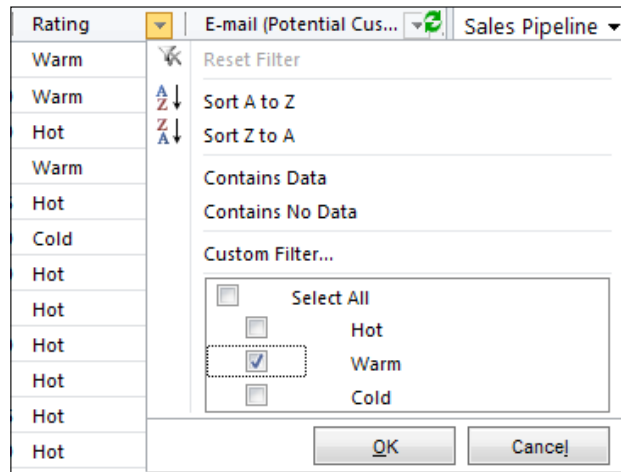 Rating E-mail (Potential Cus... Sales Pipeline
Warm
Reset Filter
Warm
A Z Sort A to Z
Hot
Z A Sort Z to A
Warm
Contains Data
Hot
Contains No Data
Cold
Custom Filter...
Hot
Select All
Hot
Hot
Hot
Warm
Hot
Cold
Hot
Hot
OK Cancel